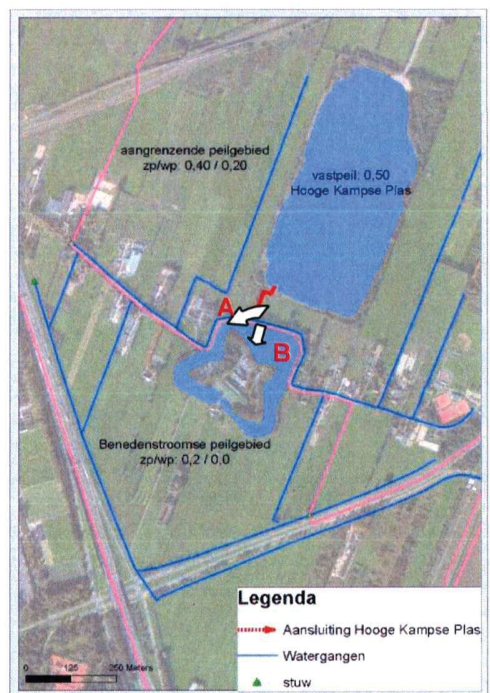 aangrenzende peilgebied
zp/wp: 0,40 / 0,20
vastpeil: 0,50
Hooge Kampse Plas
A
B
Benedenstroomse peilgebied
zp/wp: 0,2 / 0,0
Legenda
Aansluiting Hooge Kampse Plas
Watergangen
stuw
0 125 250 Meters